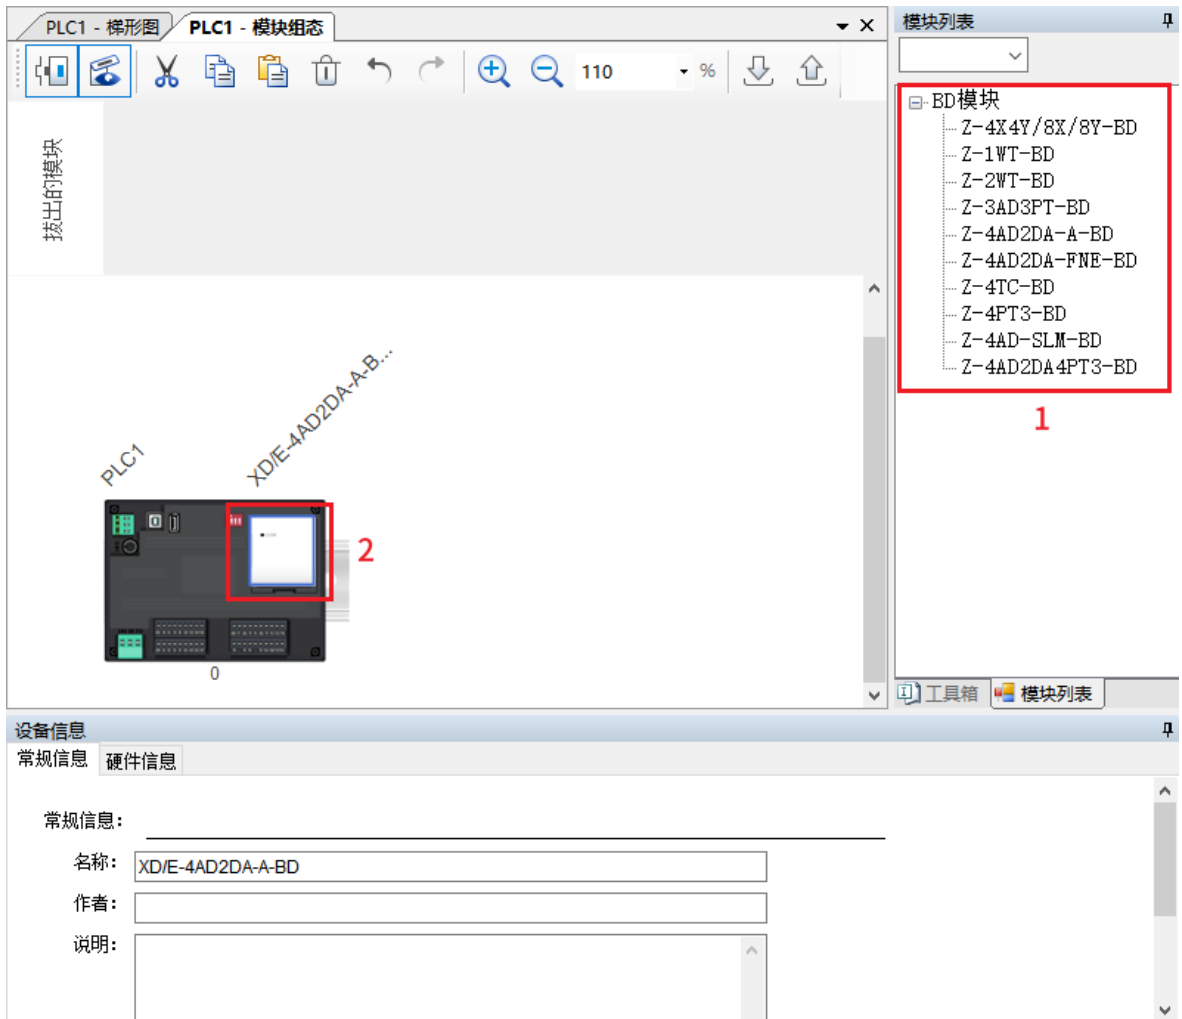 PLC1 - 梯形图
PLC1 - 模块组态
模块列表
110
%
拔出的模块
BD模块
Z-4X4Y/8X/8Y-BD
Z-1WT-BD
Z-2WT-BD
Z-3AD3PT-BD
Z-4AD2DA-A-BD
Z-4AD2DA-FNE-BD
Z-4TC-BD
Z-4PT3-BD
Z-4AD-SLM-BD
Z-4AD2DA4PT3-BD
1
PLC1
XD/E-4AD2DA-A-B...
2
0
工具箱
模块列表
设备信息
常规信息
硬件信息
常规信息：
名称：
XD/E-4AD2DA-A-BD
作者：
说明：